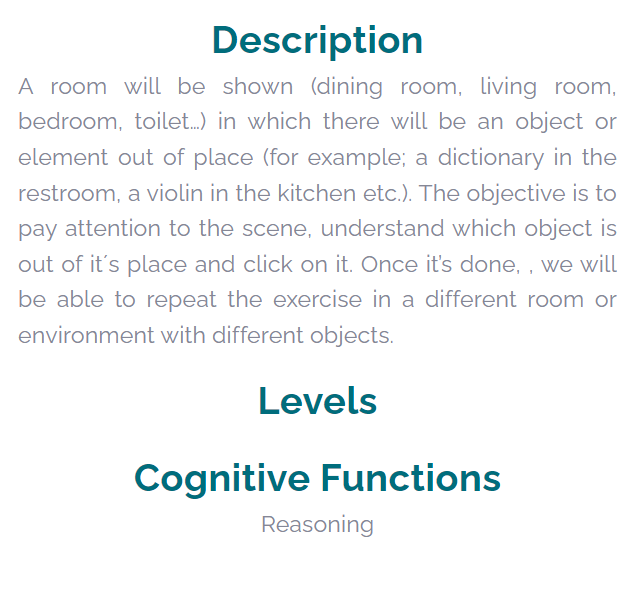 Description
A room will be shown (dining room, living room,
bedroom, toilet…) in which there will be an object or
element out of place (for example; a dictionary in the
restroom, a violin in the kitchen etc.). The objective is to
pay attention to the scene, understand which object is
out of it´s place and click on it. Once it’s done, , we will
be able to repeat the exercise in a different room or
environment with different objects.
Levels
Cognitive Functions
Reasoning